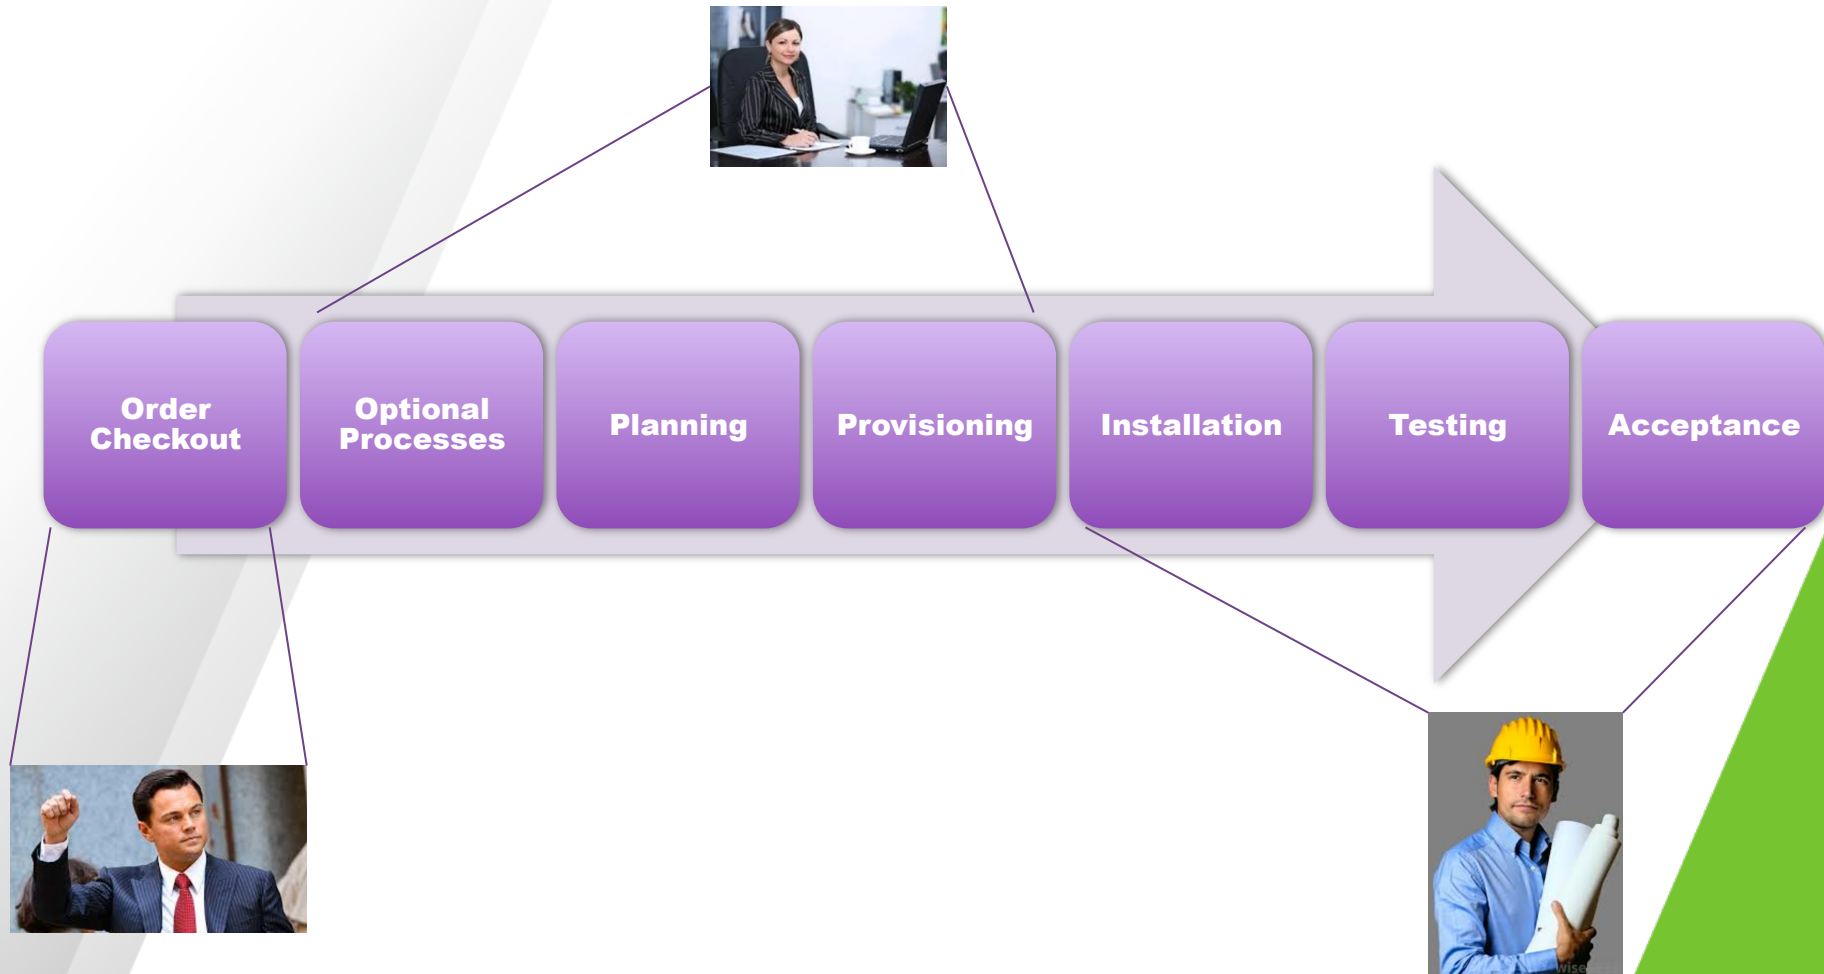 Order
Checkout
Optional
Processes
Planning
Provisioning
Installation
Testing
Acceptance